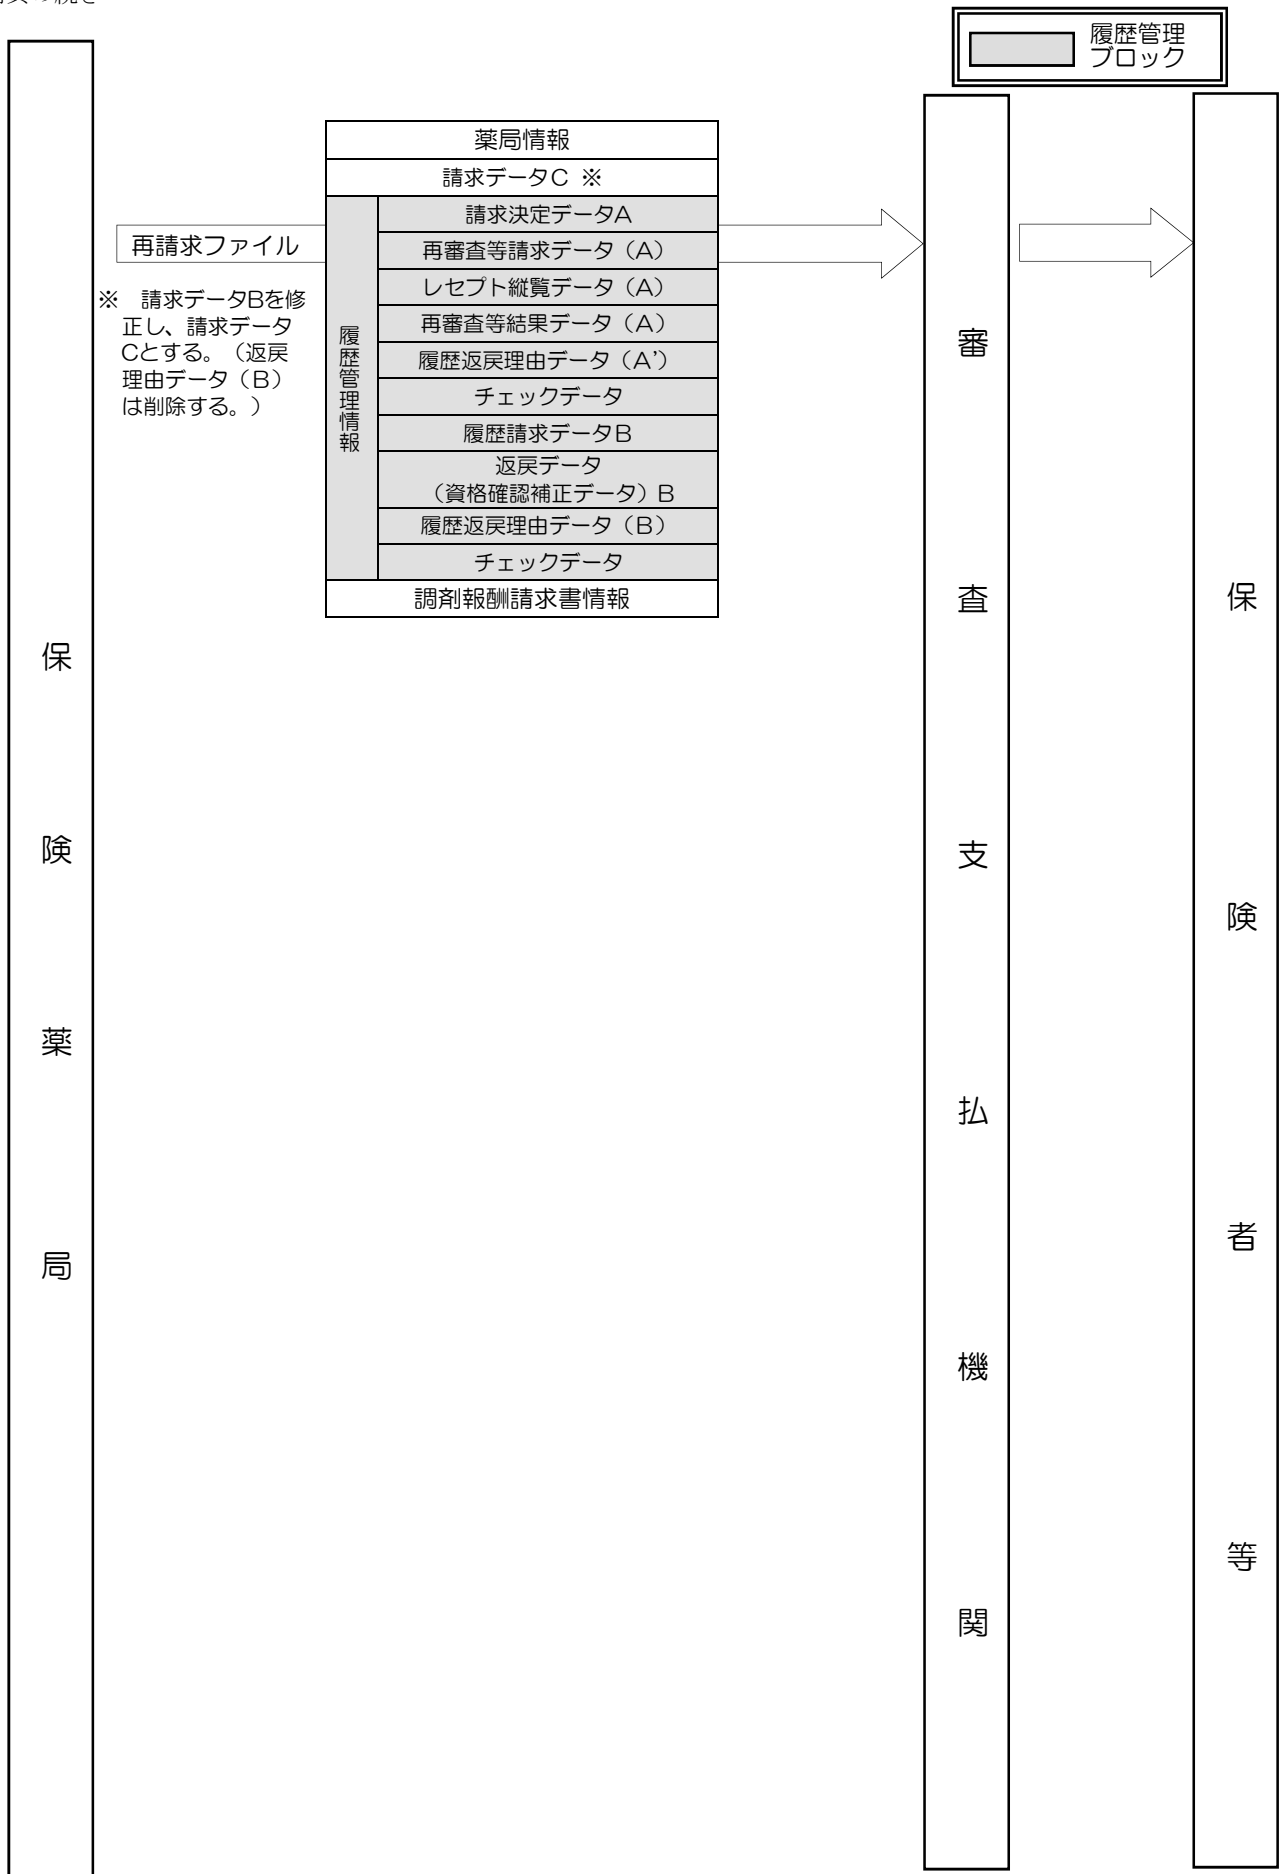 の続き
履歴管理
ブロック
薬局情報
請求データC ※
請求決定データA
再審査等請求データ（A）
レセプト縦覧データ（A）
再審査等結果データ（A）
履歴返戻理由データ（A’）
チェックデータ
履歴請求データB
返戻データ
（資格確認補正データ）B
履歴返戻理由データ（B）
チェックデータ
履歴管理情報
調剤報酬請求書情報
再請求ファイル
※　請求データBを修
正し、請求データ
Cとする。（返戻
理由データ（B）
は削除する。）
保険薬局
審査支払機関
保険者等